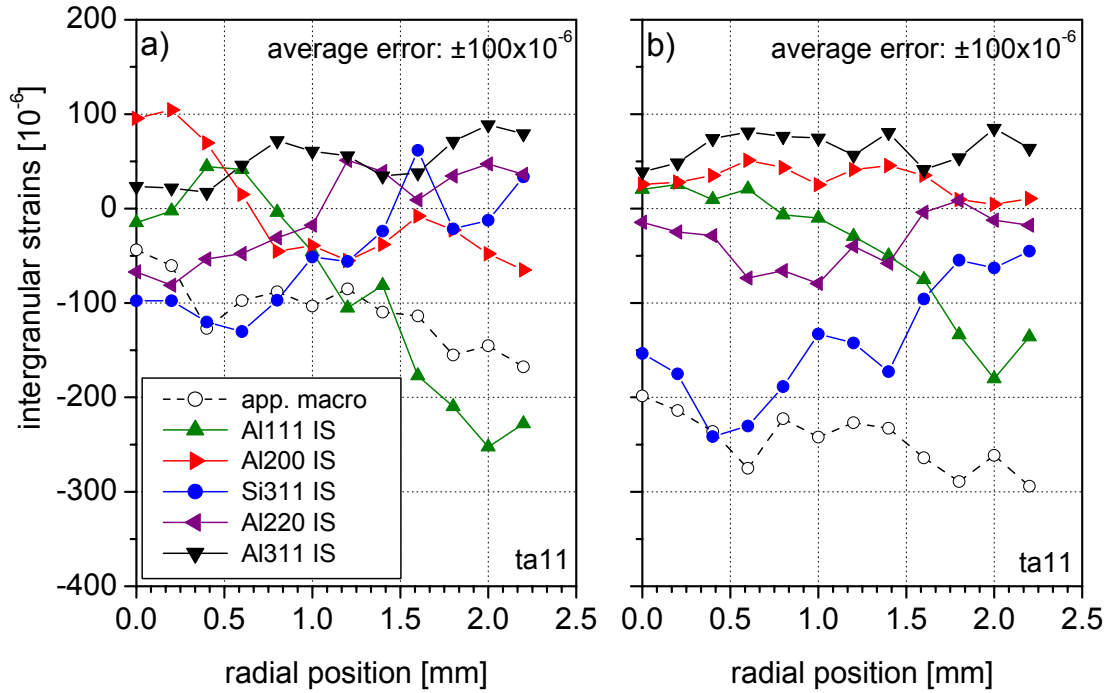 a)
average error: ±100x10⁻⁶
b)
average error: ±100x10⁻⁶
intergranular strains [10⁻⁶]
200
100
0
-100
-200
-300
-400
app. macro
Al111 IS
Al200 IS
Si311 IS
Al220 IS
Al311 IS
ta11
ta11
0.0 0.5 1.0 1.5 2.0 2.5
0.0 0.5 1.0 1.5 2.0 2.5
radial position [mm]
radial position [mm]